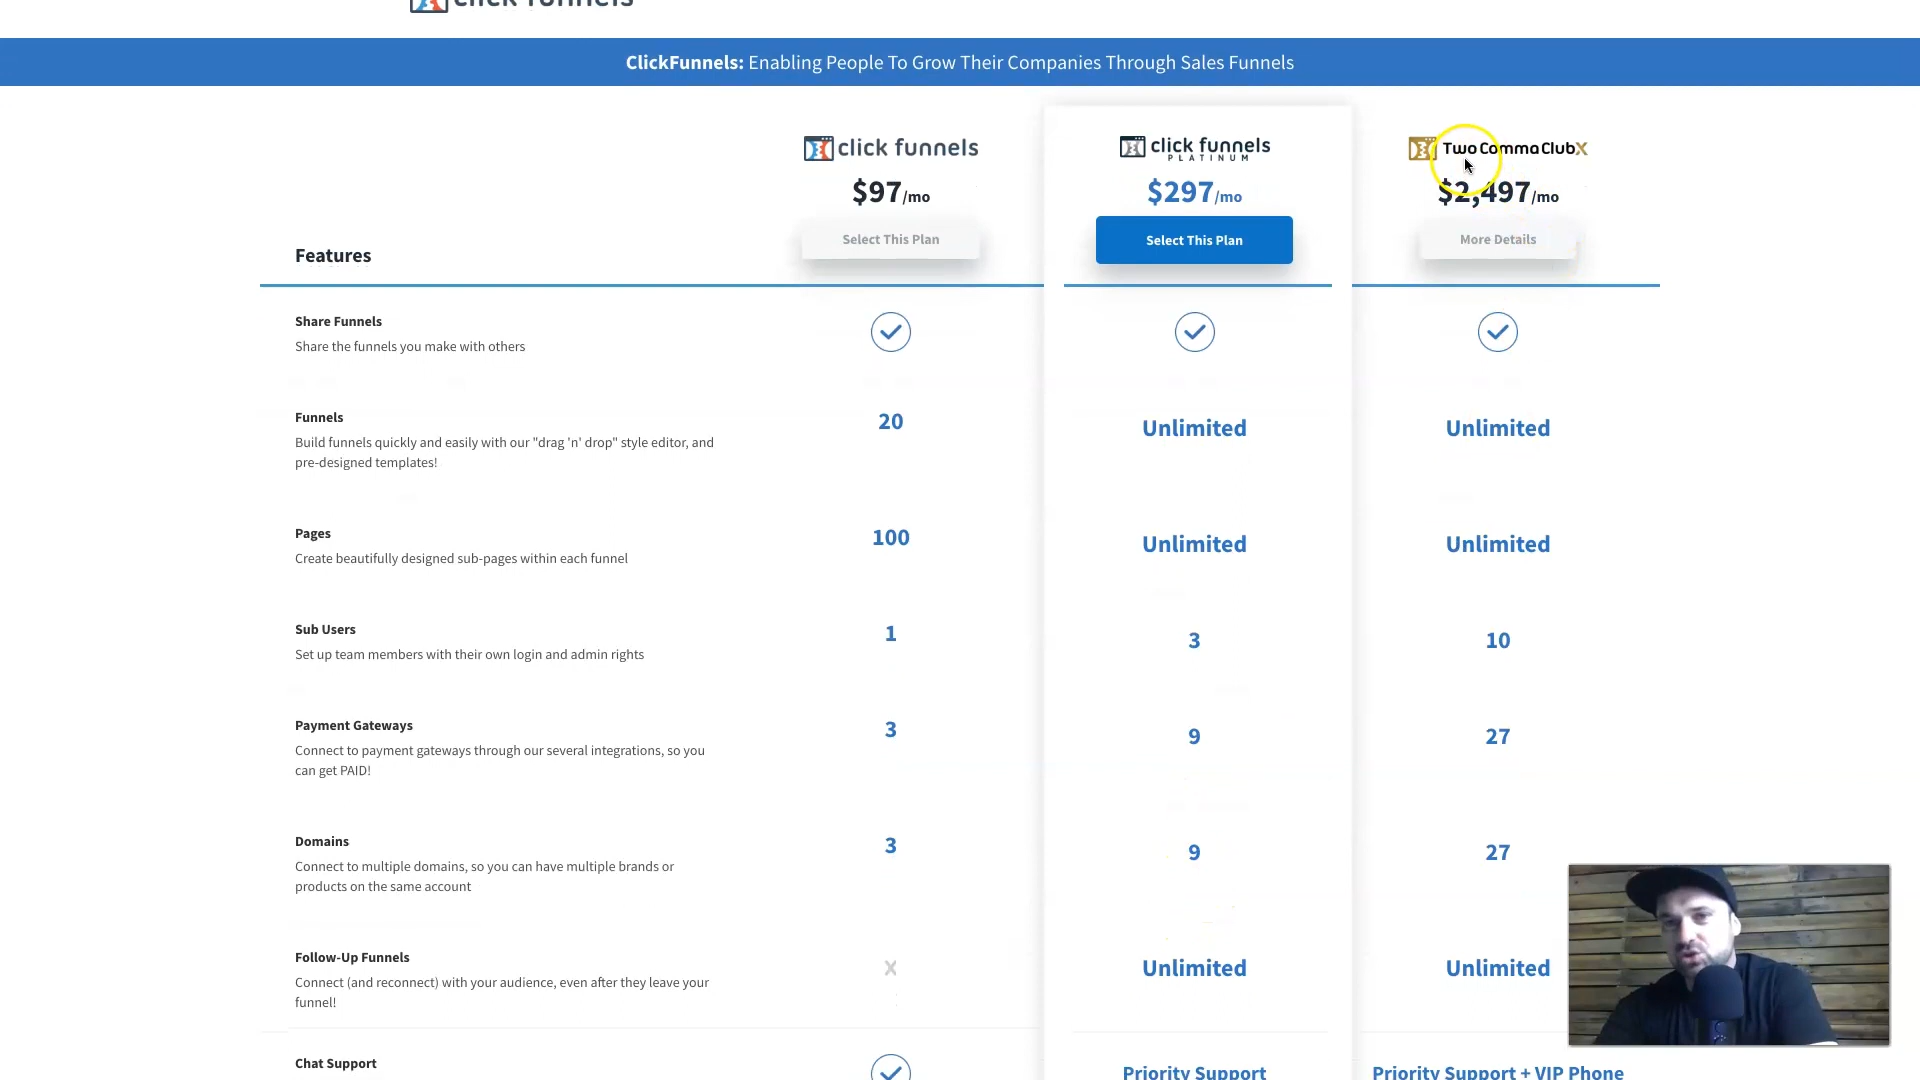 click funnels
ClickFunnels: Enabling People To Grow Their Companies Through Sales Funnels
click funnels
click funnels
PLATINUM
TwoCommaClubX
$97/mo
$297/mo
$2,497/mo
Select This Plan
Select This Plan
More Details
Features
Share Funnels
Share the funnels you make with others
Funnels
20
Unlimited
Unlimited
Build funnels quickly and easily with our "drag 'n' drop" style editor, and
pre-designed templates!
Pages
100
Unlimited
Unlimited
Create beautifully designed sub-pages within each funnel
Sub Users
1
3
10
Set up team members with their own login and admin rights
Payment Gateways
3
9
27
Connect to payment gateways through our several integrations, so you
can get PAID!
Domains
3
9
27
Connect to multiple domains, so you can have multiple brands or
products on the same account
Follow-Up Funnels
X
Unlimited
Unlimited
Connect (and reconnect) with your audience, even after they leave your
funnel!
Chat Support
Priority Support
Priority Support + VIP Phone